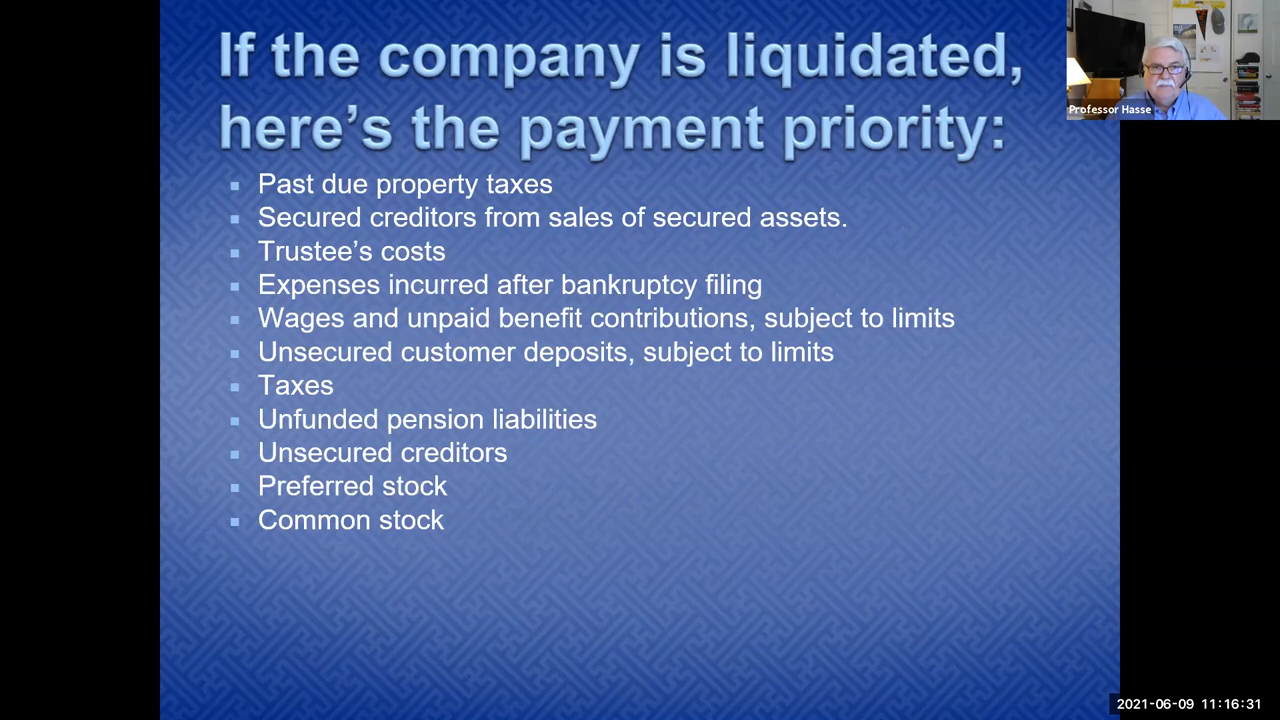 If the company is liquidated,
here’s the payment priority:
Past due property taxes
Secured creditors from sales of secured assets.
Trustee’s costs
Expenses incurred after bankruptcy filing
Wages and unpaid benefit contributions, subject to limits
Unsecured customer deposits, subject to limits
Taxes
Unfunded pension liabilities
Unsecured creditors
Preferred stock
Common stock
Professor Hasse
2021-06-09 11:16:31